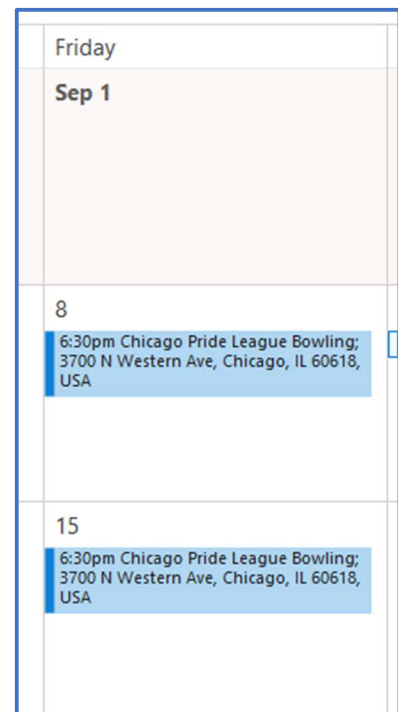 Friday
Sep 1
8
6:30pm Chicago Pride League Bowling;
3700 N Western Ave, Chicago, IL 60618,
USA
15
6:30pm Chicago Pride League Bowling;
3700 N Western Ave, Chicago, IL 60618,
USA